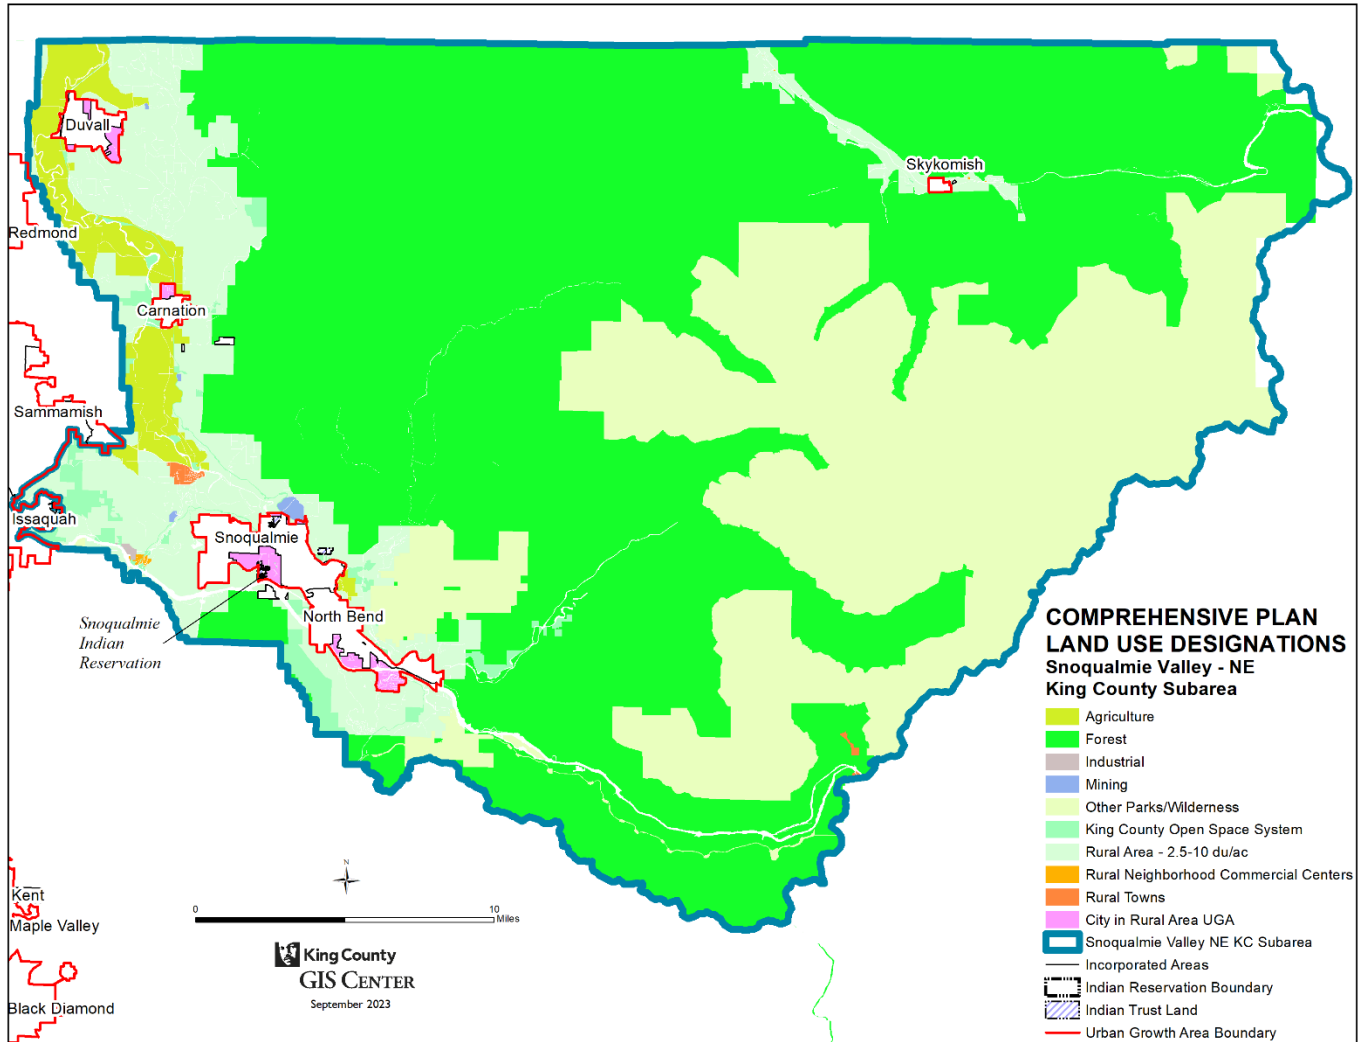 Duvall
Skykomish
Redmond
Carnation
Sammamish
Issaquah
Snoqualmie
North Bend
Snoqualmie
Indian
Reservation
COMPREHENSIVE PLAN
LAND USE DESIGNATIONS
Snoqualmie Valley - NE
King County Subarea
Agriculture
Forest
Industrial
Mining
Other Parks/Wilderness
King County Open Space System
Rural Area - 2.5-10 du/ac
Rural Neighborhood Commercial Centers
Rural Towns
City in Rural Area UGA
Snoqualmie Valley NE KC Subarea
Incorporated Areas
Indian Reservation Boundary
Indian Trust Land
Urban Growth Area Boundary
N
0 10
Miles
King County
GIS CENTER
September 2023
Kent
Maple Valley
Black Diamond